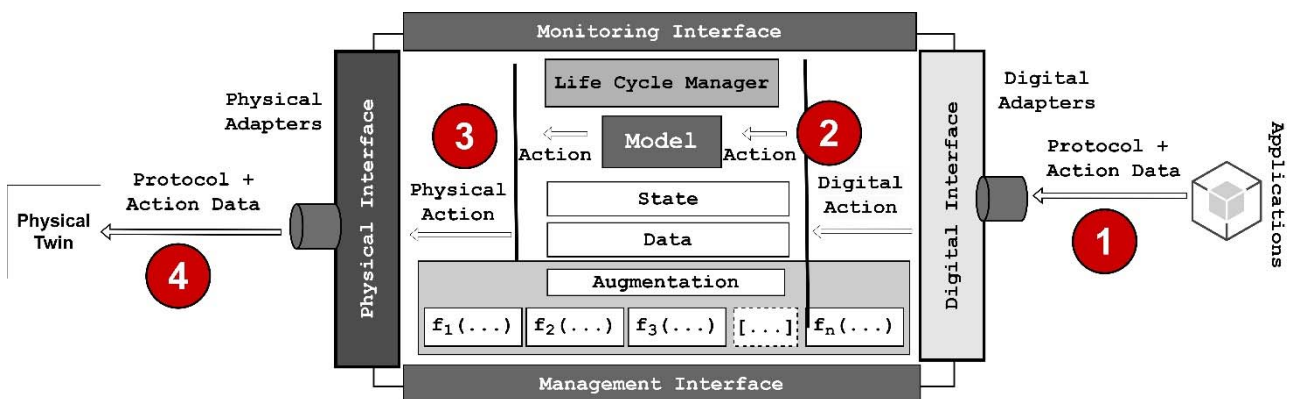 Monitoring Interface
Life Cycle Manager
Physical
Adapters
Digital
Adapters
3
2
Model
Action
Action
Physical Interface
Digital Interface
Applications
Protocol +
Action Data
Protocol +
Action Data
Physical
Action
Digital
Action
State
Data
Physical
Twin
1
4
Augmentation
f1(...)
f2(...)
f3(...)
[...]
fn(...)
Management Interface